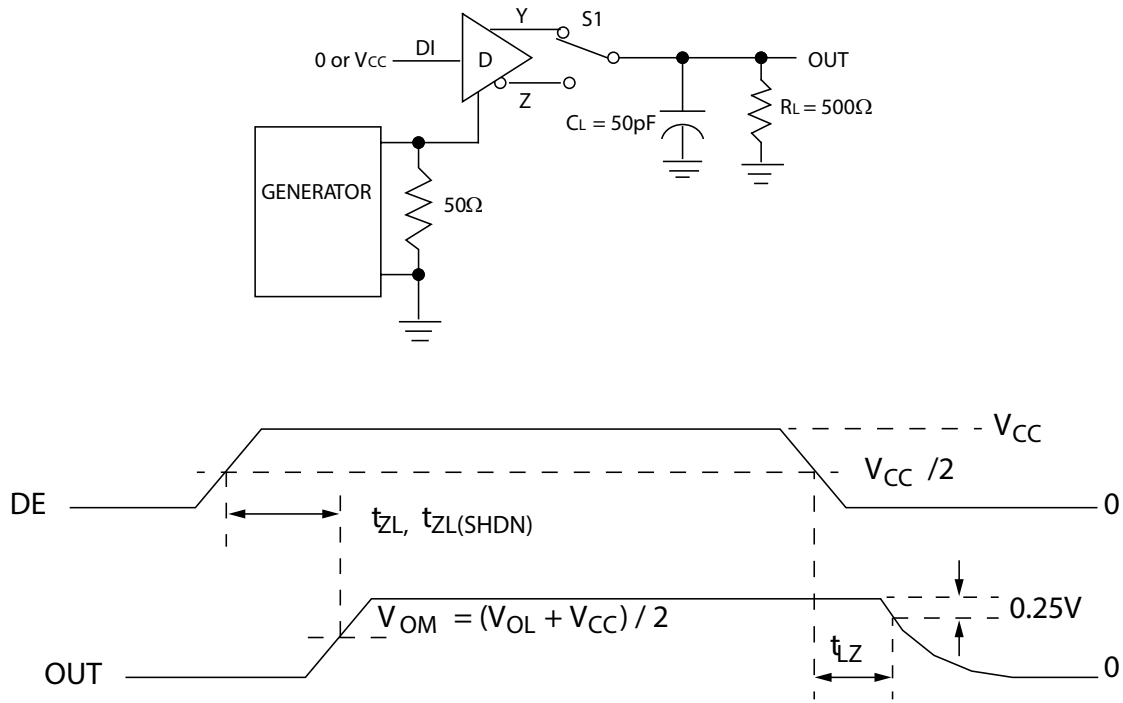 Y
S1
0 or VCC
DI
D
OUT
Z
CL = 50pF
RL = 500Ω
GENERATOR
50Ω
VCC
VCC /2
DE
0
tZL, tZL(SHDN)
0.25V
VOM = (VOL + VCC) / 2
tLZ
OUT
0